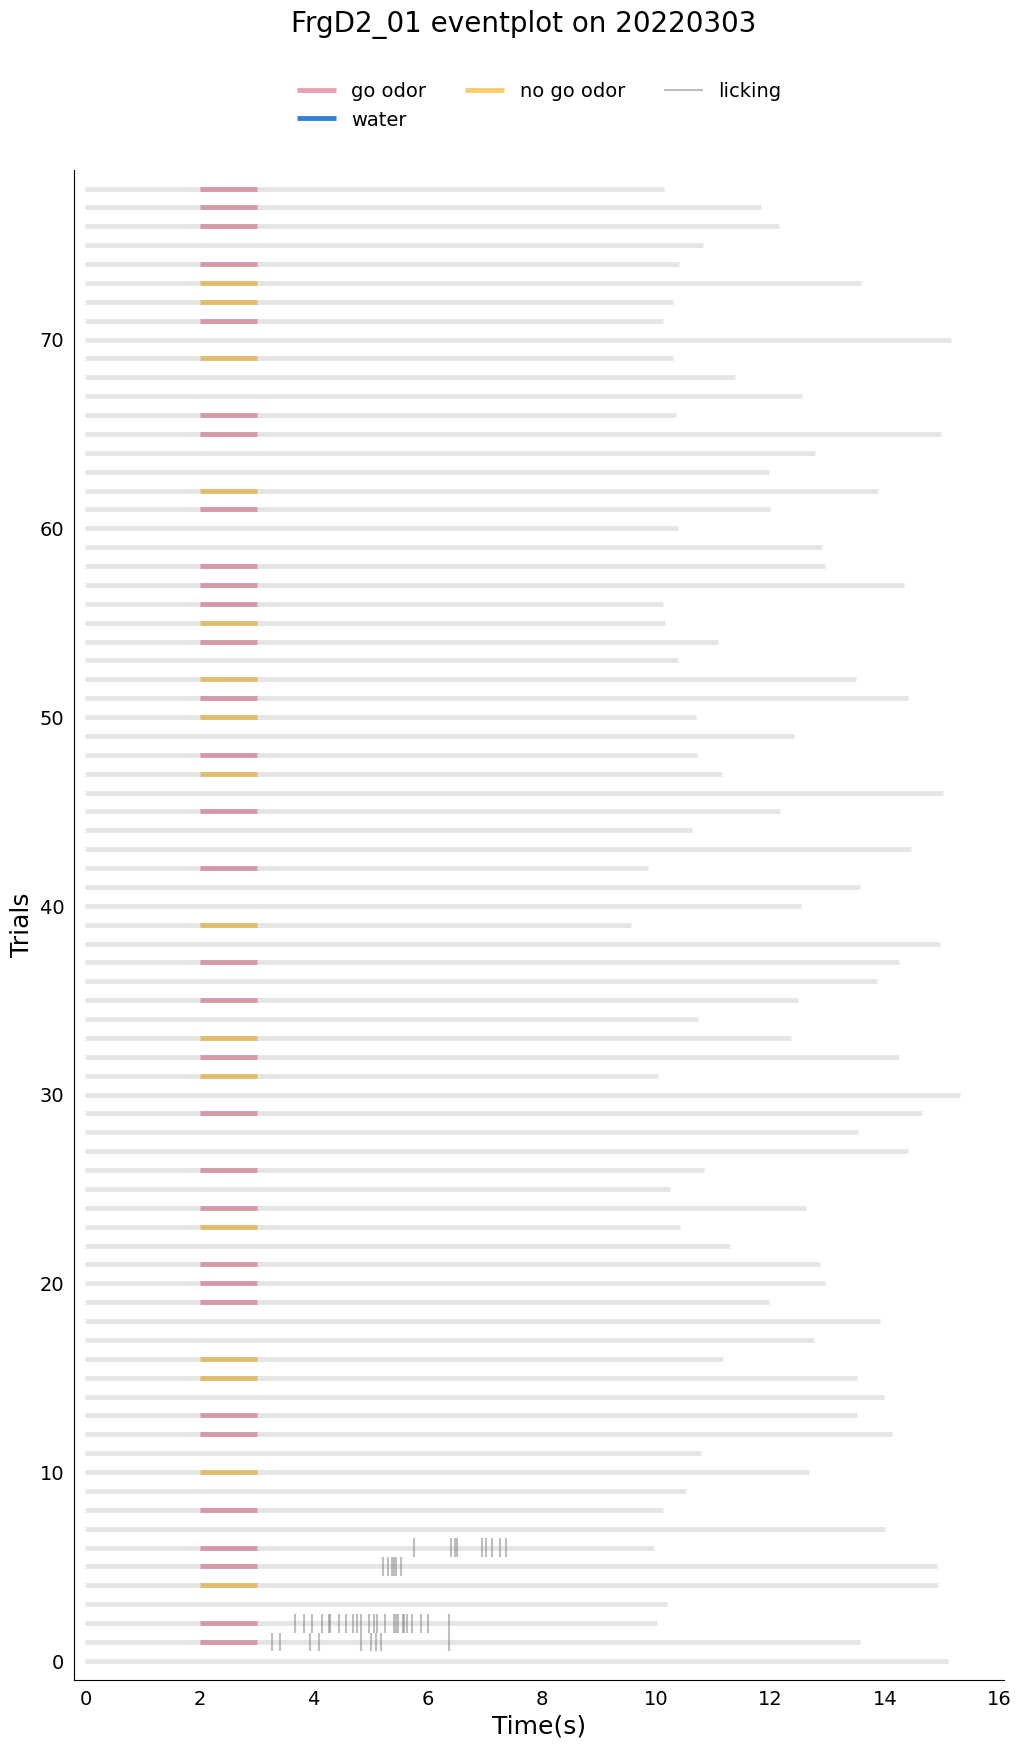 FrgD2_01 eventplot on 20220303
go odor
no go odor
licking
water
70
60
50
40
30
20
10
0
Trials
0 2 4 6 8 10 12 14 16
Time(s)